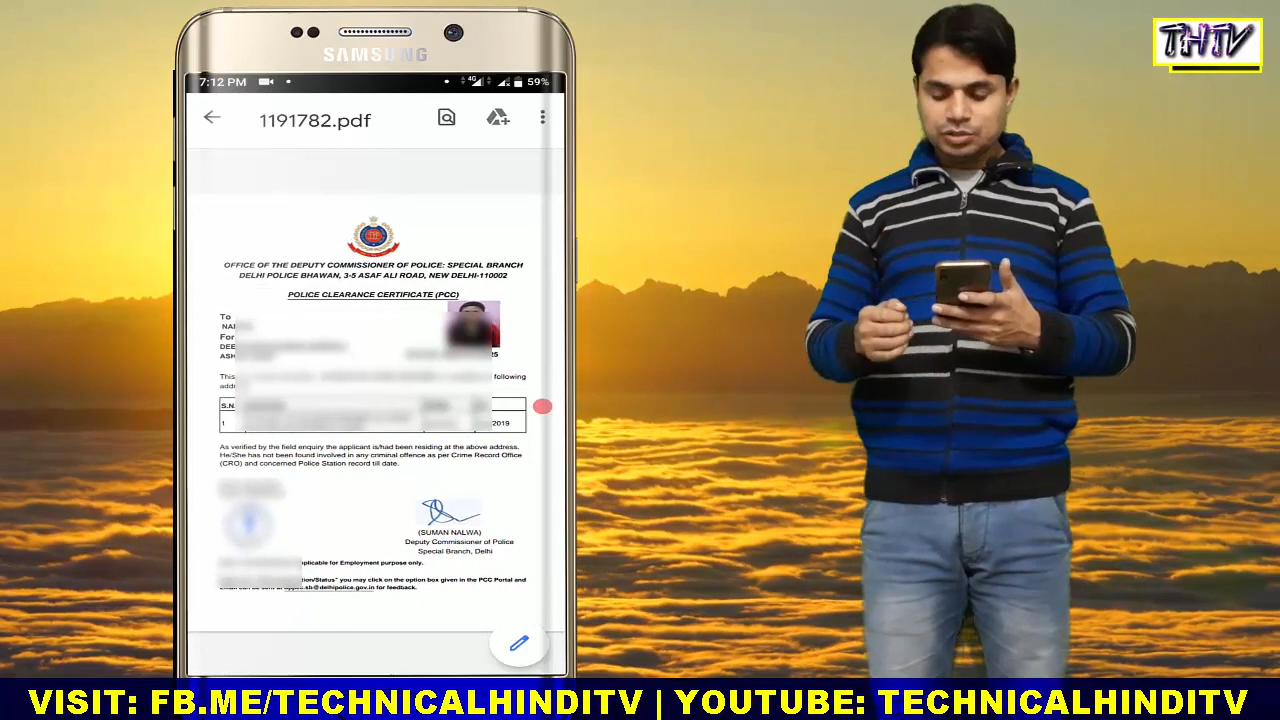 THTV
SAMSUNG
7:12 PM
4G
59%
1191782.pdf
OFFICE OF THE DEPUTY COMMISSIONER OF POLICE: SPECIAL BRANCH
DELHI POLICE BHAWAN, 3-5 ASAF ALI ROAD, NEW DELHI-110002
POLICE CLEARANCE CERTIFICATE (PCC)
To
For
25
This following
S.N.
1 2019
As verified by the field enquiry the applicant is/had been residing at the above address.
He/She has not been found involved in any criminal offence as per Crime Record Office
(CRO) and concerned Police Station record till date.
(SUMAN NALWA)
Deputy Commissioner of Police
Special Branch, Delhi
for Employment purpose only.
you may click on the option box given in the PCC Portal and
for feedback.
VISIT: FB.ME/TECHNICALHINDITV | YOUTUBE: TECHNICALHINDITV